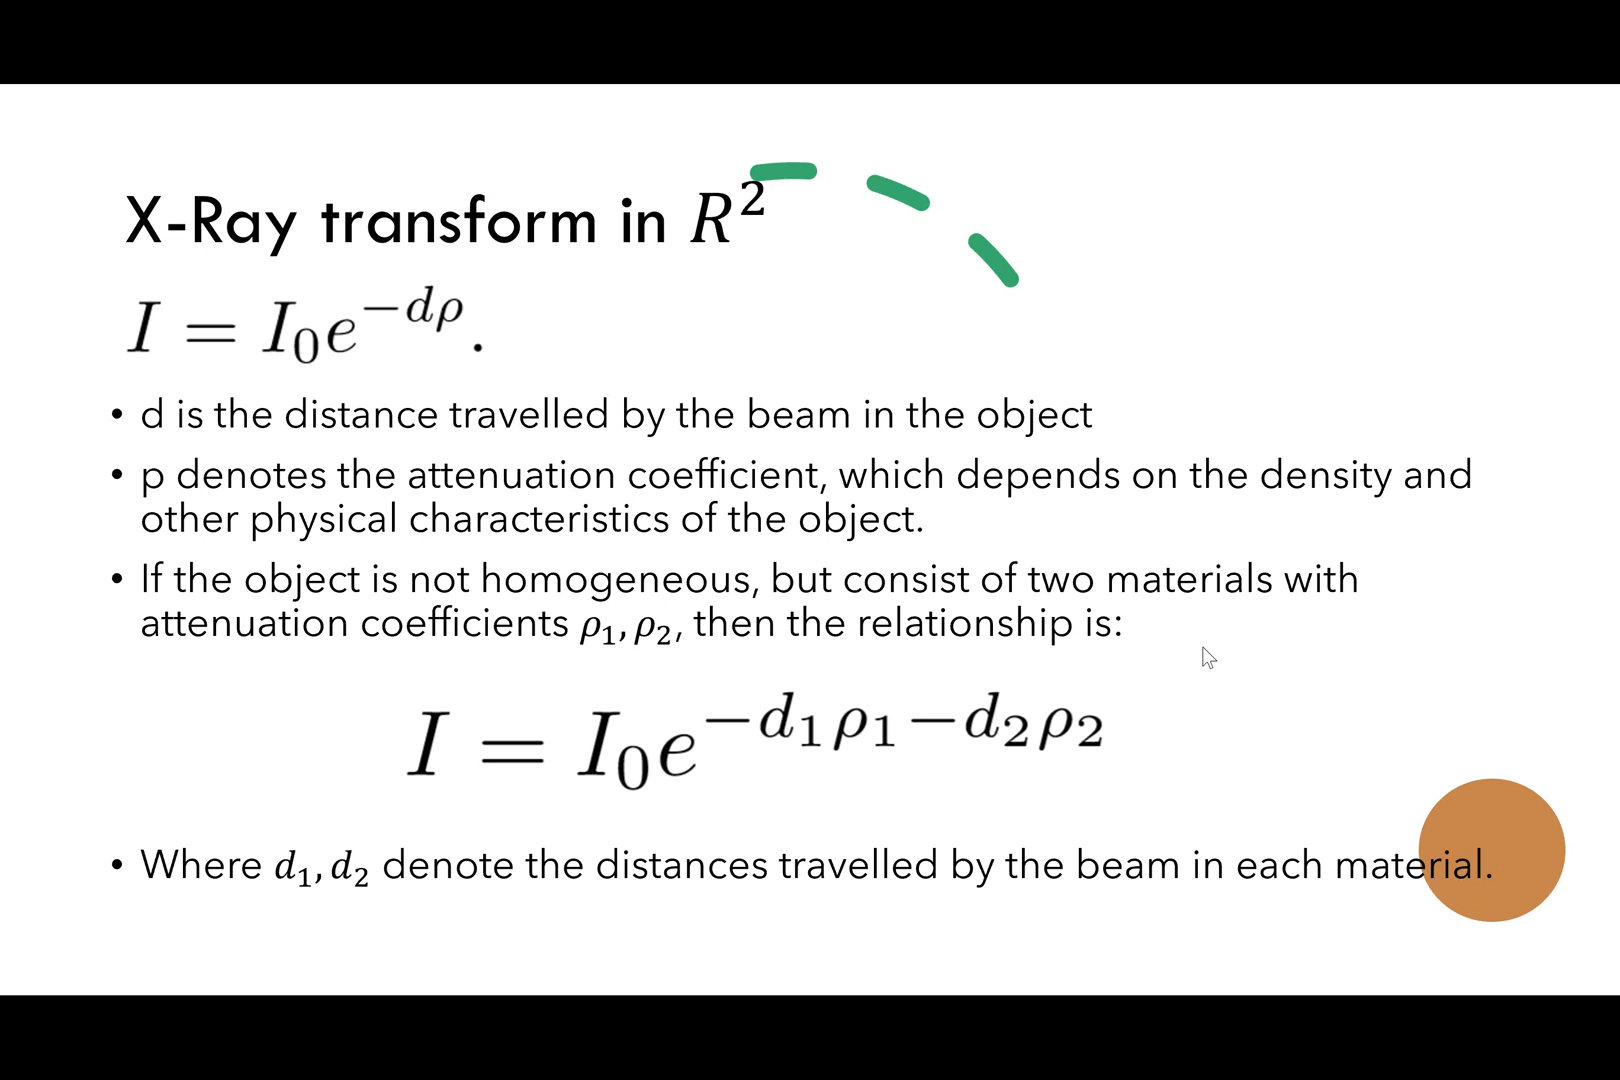 X-Ray transform in R²
I = I₀e^{-dρ}.
• d is the distance travelled by the beam in the object
• p denotes the attenuation coefficient, which depends on the density and
other physical characteristics of the object.
• If the object is not homogeneous, but consist of two materials with
attenuation coefficients ρ₁, ρ₂, then the relationship is:
I = I₀e^{-d₁ρ₁-d₂ρ₂}
• Where d₁, d₂ denote the distances travelled by the beam in each material.